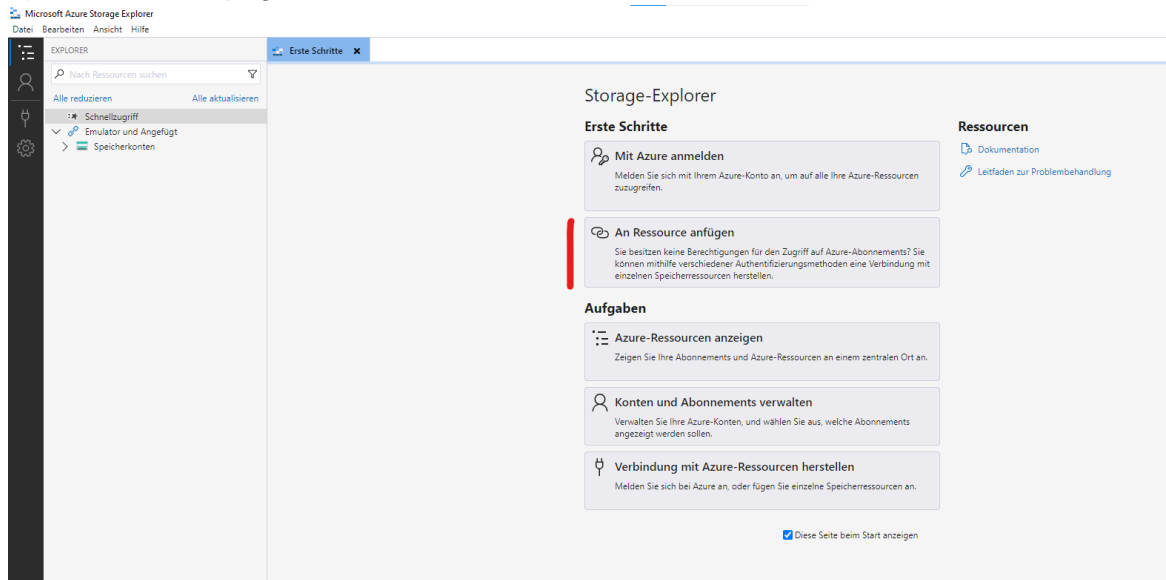 Microsoft Azure Storage Explorer
Datei Bearbeiten Ansicht Hilfe
EXPLORER
Nach Ressourcen suchen
Alle reduzieren Alle aktualisieren
Schnellzugriff
Emulator und Angefügt
Speicherkonten
Erste Schritte
Storage-Explorer
Erste Schritte
Mit Azure anmelden
Melden Sie sich mit Ihrem Azure-Konto an, um auf alle Ihre Azure-Ressourcen
zuzugreifen.
An Ressource anfügen
Sie besitzen keine Berechtigungen für den Zugriff auf Azure-Abonnements? Sie
können mithilfe verschiedener Authentifizierungsmethoden eine Verbindung mit
einzelnen Speicherressourcen herstellen.
Aufgaben
Azure-Ressourcen anzeigen
Zeigen Sie Ihre Abonnements und Azure-Ressourcen an einem zentralen Ort an.
Konten und Abonnements verwalten
Verwalten Sie Ihre Azure-Konten, und wählen Sie aus, welche Abonnements
angezeigt werden sollen.
Verbindung mit Azure-Ressourcen herstellen
Melden Sie sich bei Azure an, oder fügen Sie einzelne Speicherressourcen an.
Diese Seite beim Start anzeigen
Ressourcen
Dokumentation
Leitfaden zur Problembehandlung